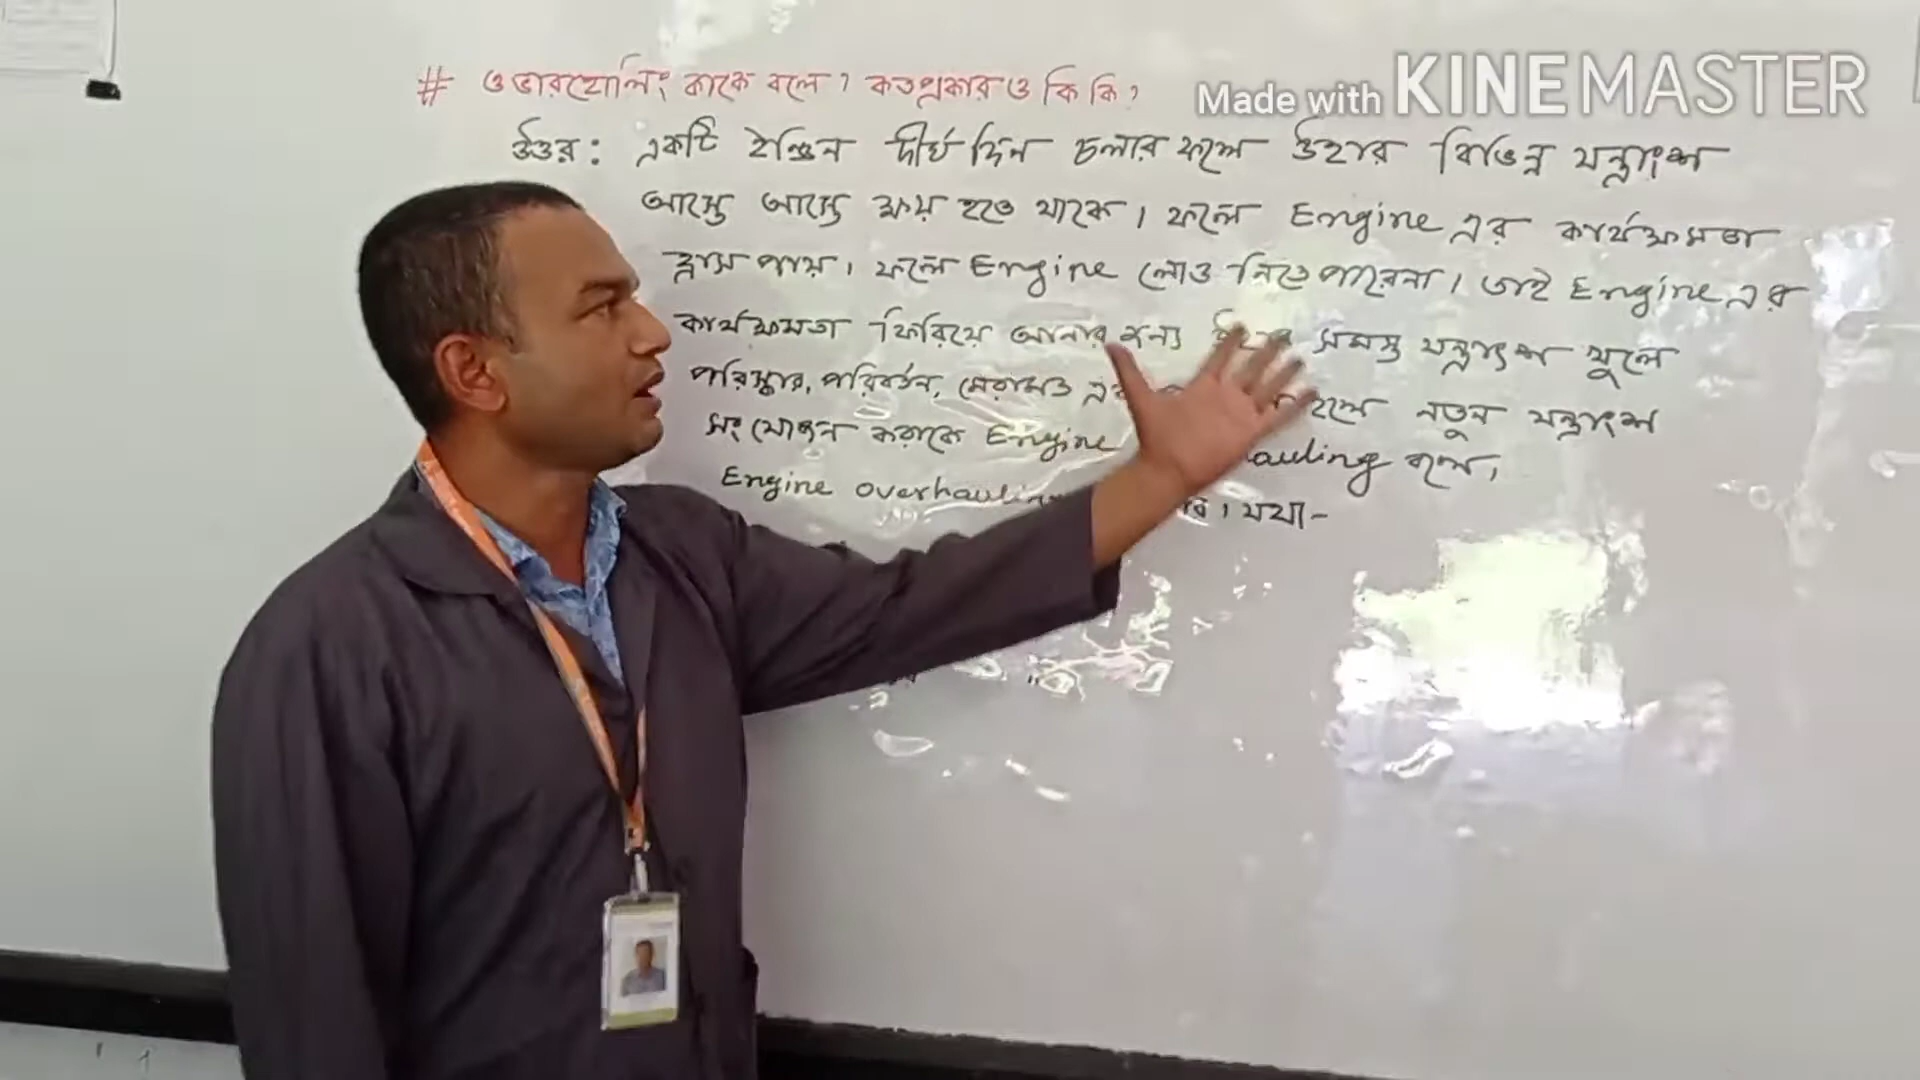 Made with KINEMASTER
# ওভারহোলিং কাকে বলে? কতপ্রকার ও কি কি?
উত্তর: একটি ইঞ্জিন দীর্ঘ দিন চলার ফলে উহার বিভিন্ন যন্ত্রাংশ
আস্তে আস্তে ক্ষয় হতে থাকে। ফলে Engine এর কার্যক্ষমতা
হ্রাস পায়। ফলে Engine লোড নিতে পারেনা। তাই Engine এর
কার্যক্ষমতা ফিরিয়ে আনার জন্য সমস্ত যন্ত্রাংশ খুলে
পরিস্কার, পরিবর্তন, মেরামত নতুন যন্ত্রাংশ
সংযোজন করাকে Engine hauling বলে।
Engine overhauling। যথা-